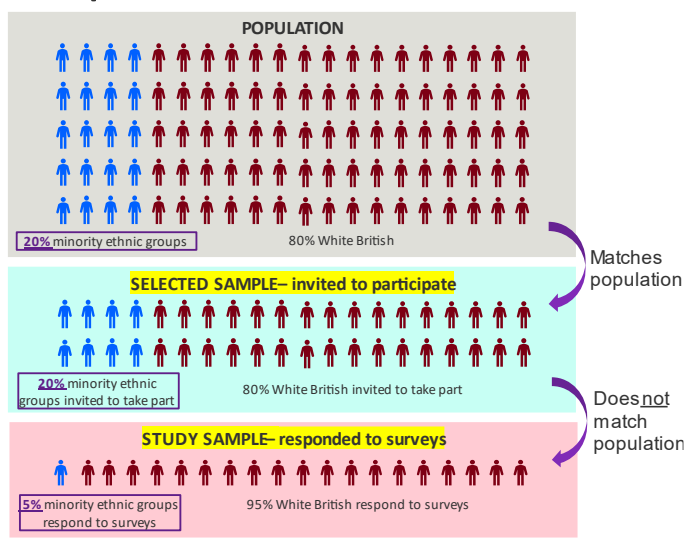 POPULATION
20% minority ethnic groups
80% White British
Matches
population
SELECTED SAMPLE– invited to participate
20% minority ethnic
groups invited to take part
80% White British invited to take part
Does not
match
population
STUDY SAMPLE– responded to surveys
5% minority ethnic groups
respond to surveys
95% White British respond to surveys